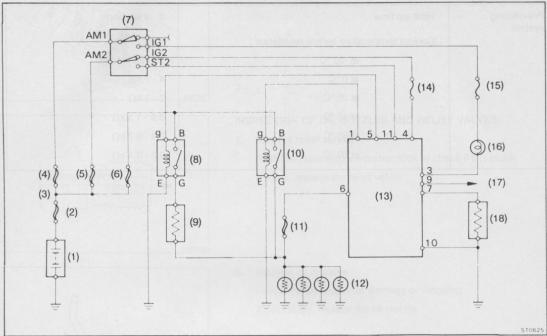 (7)
AM1
AM2
IG1
IG2
ST2
(14)
(15)
g B
g B
1 5 11 4
(16)
(4) (5) (6)
(8)
(10)
E G
E G
3
(3)
9 (17)
(13)
7
6
(2)
(9)
(11)
(18)
(1)
10
(12)
ST0625